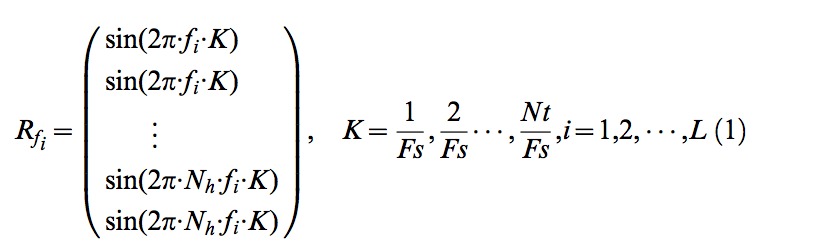 R_{f_i} = ( sin(2π·f_i·K)
sin(2π·f_i·K)
⋮
sin(2π·N_h·f_i·K)
sin(2π·N_h·f_i·K) ) , K = 1/Fs, 2/Fs ···, Nt/Fs, i=1,2, ···,L (1)